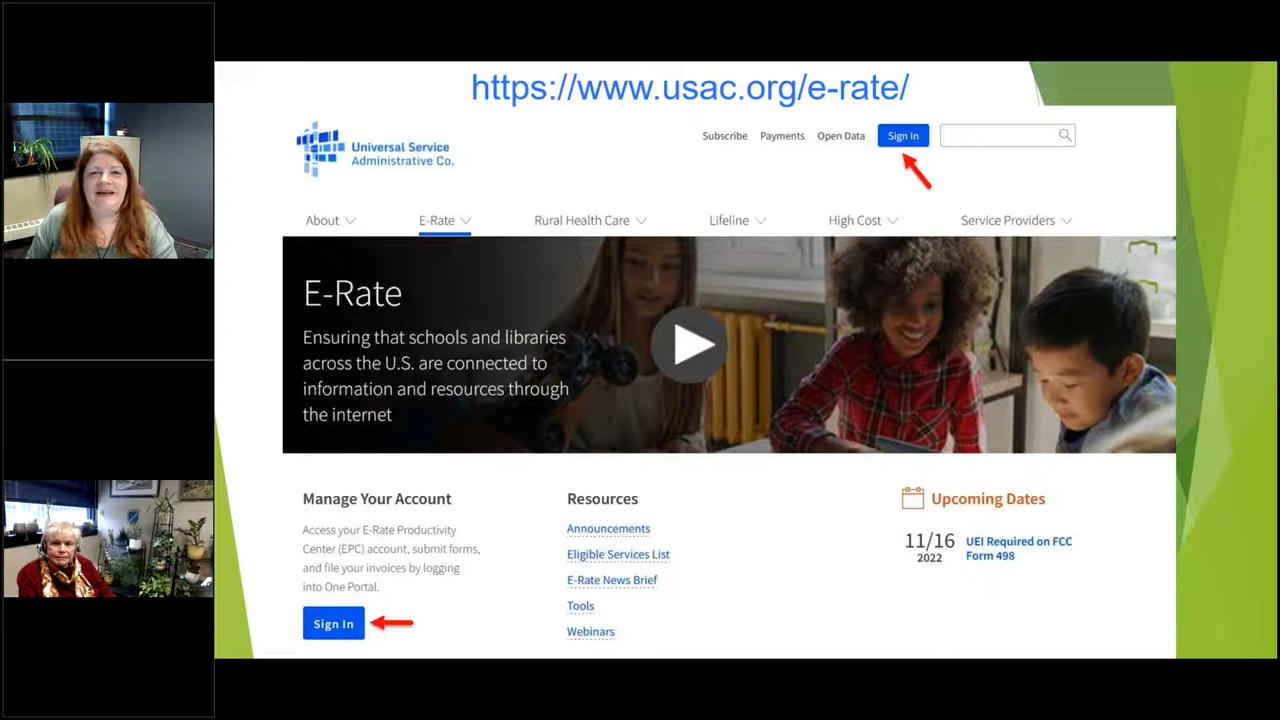 https://www.usac.org/e-rate/
Universal Service
Administrative Co.
Subscribe Payments Open Data Sign In
About E-Rate Rural Health Care Lifeline High Cost Service Providers
E-Rate
Ensuring that schools and libraries
across the U.S. are connected to
information and resources through
the internet
Manage Your Account
Access your E-Rate Productivity
Center (EPC) account, submit forms,
and file your invoices by logging
into One Portal.
Sign In
Resources
Announcements
Eligible Services List
E-Rate News Brief
Tools
Webinars
Upcoming Dates
11/16
2022
UEI Required on FCC
Form 498